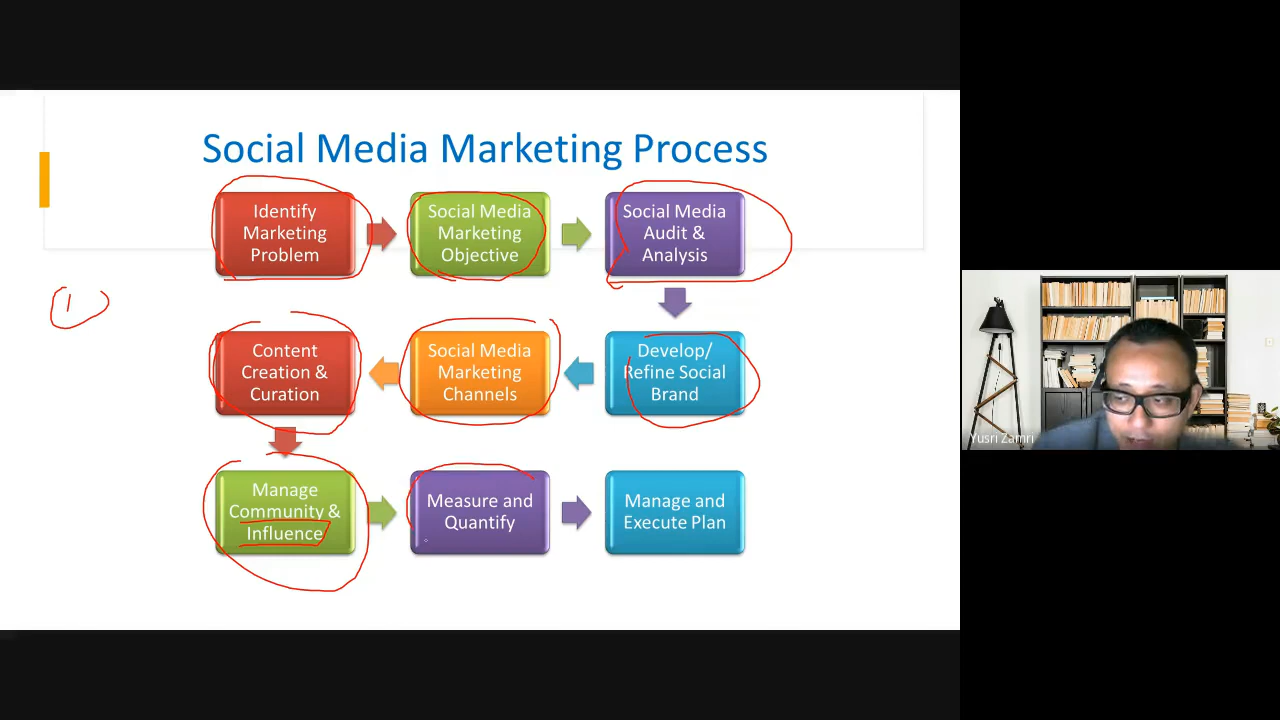 Social Media Marketing Process
Identify
Marketing
Problem
Social Media
Marketing
Objective
Social Media
Audit &
Analysis
1
Develop/
Refine Social
Brand
Social Media
Marketing
Channels
Content
Creation &
Curation
Manage
Community &
Influence
Measure and
Quantify
Manage and
Execute Plan
Yusri Zamri